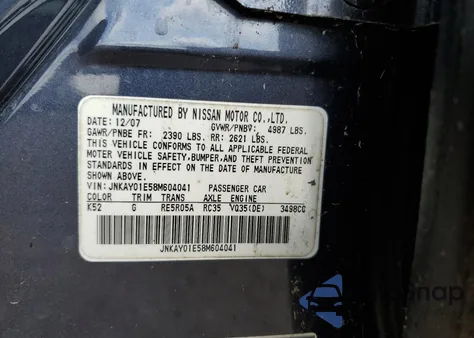 MANUFACTURED BY NISSAN MOTOR CO.,LTD.
DATE: 12/07 GVWR/PNBV: 4987 LBS.
GAWR/PNBE FR: 2390 LBS. RR: 2621 LBS.
THIS VEHICLE CONFORMS TO ALL APPLICABLE FEDERAL
MOTOR VEHICLE SAFETY,BUMPER,AND THEFT PREVENTION
STANDARDS IN EFFECT ON THE DATE OF MANUFACTURE
SHOWN ABOVE.
VIN: JNKAY01E58M604041 PASSENGER CAR
COLOR TRIM TRANS AXLE ENGINE
K52 G RE5R05A RC35 VQ35(DE) 3498CC
JNKAY01E58M604041